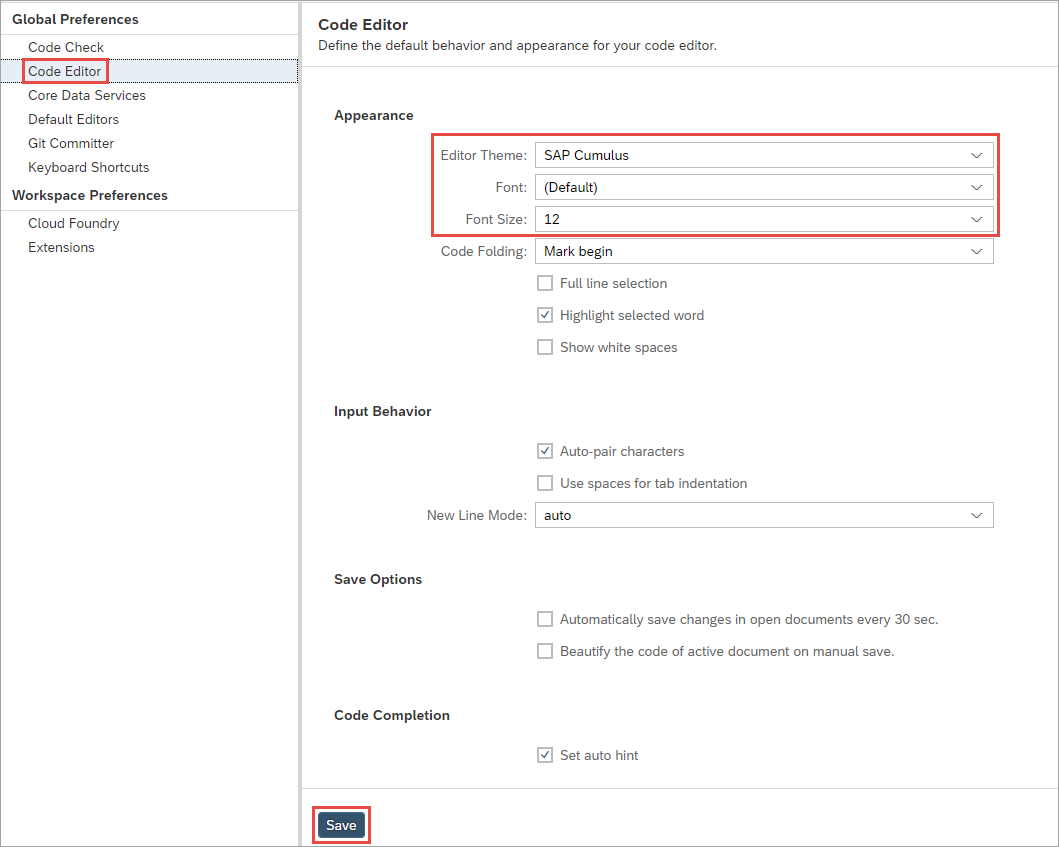 Global Preferences
Code Check
Code Editor
Core Data Services
Default Editors
Git Committer
Keyboard Shortcuts
Workspace Preferences
Cloud Foundry
Extensions
Code Editor
Define the default behavior and appearance for your code editor.
Appearance
Editor Theme: SAP Cumulus
Font: (Default)
Font Size: 12
Code Folding: Mark begin
Full line selection
Highlight selected word
Show white spaces
Input Behavior
Auto-pair characters
Use spaces for tab indentation
New Line Mode: auto
Save Options
Automatically save changes in open documents every 30 sec.
Beautify the code of active document on manual save.
Code Completion
Set auto hint
Save